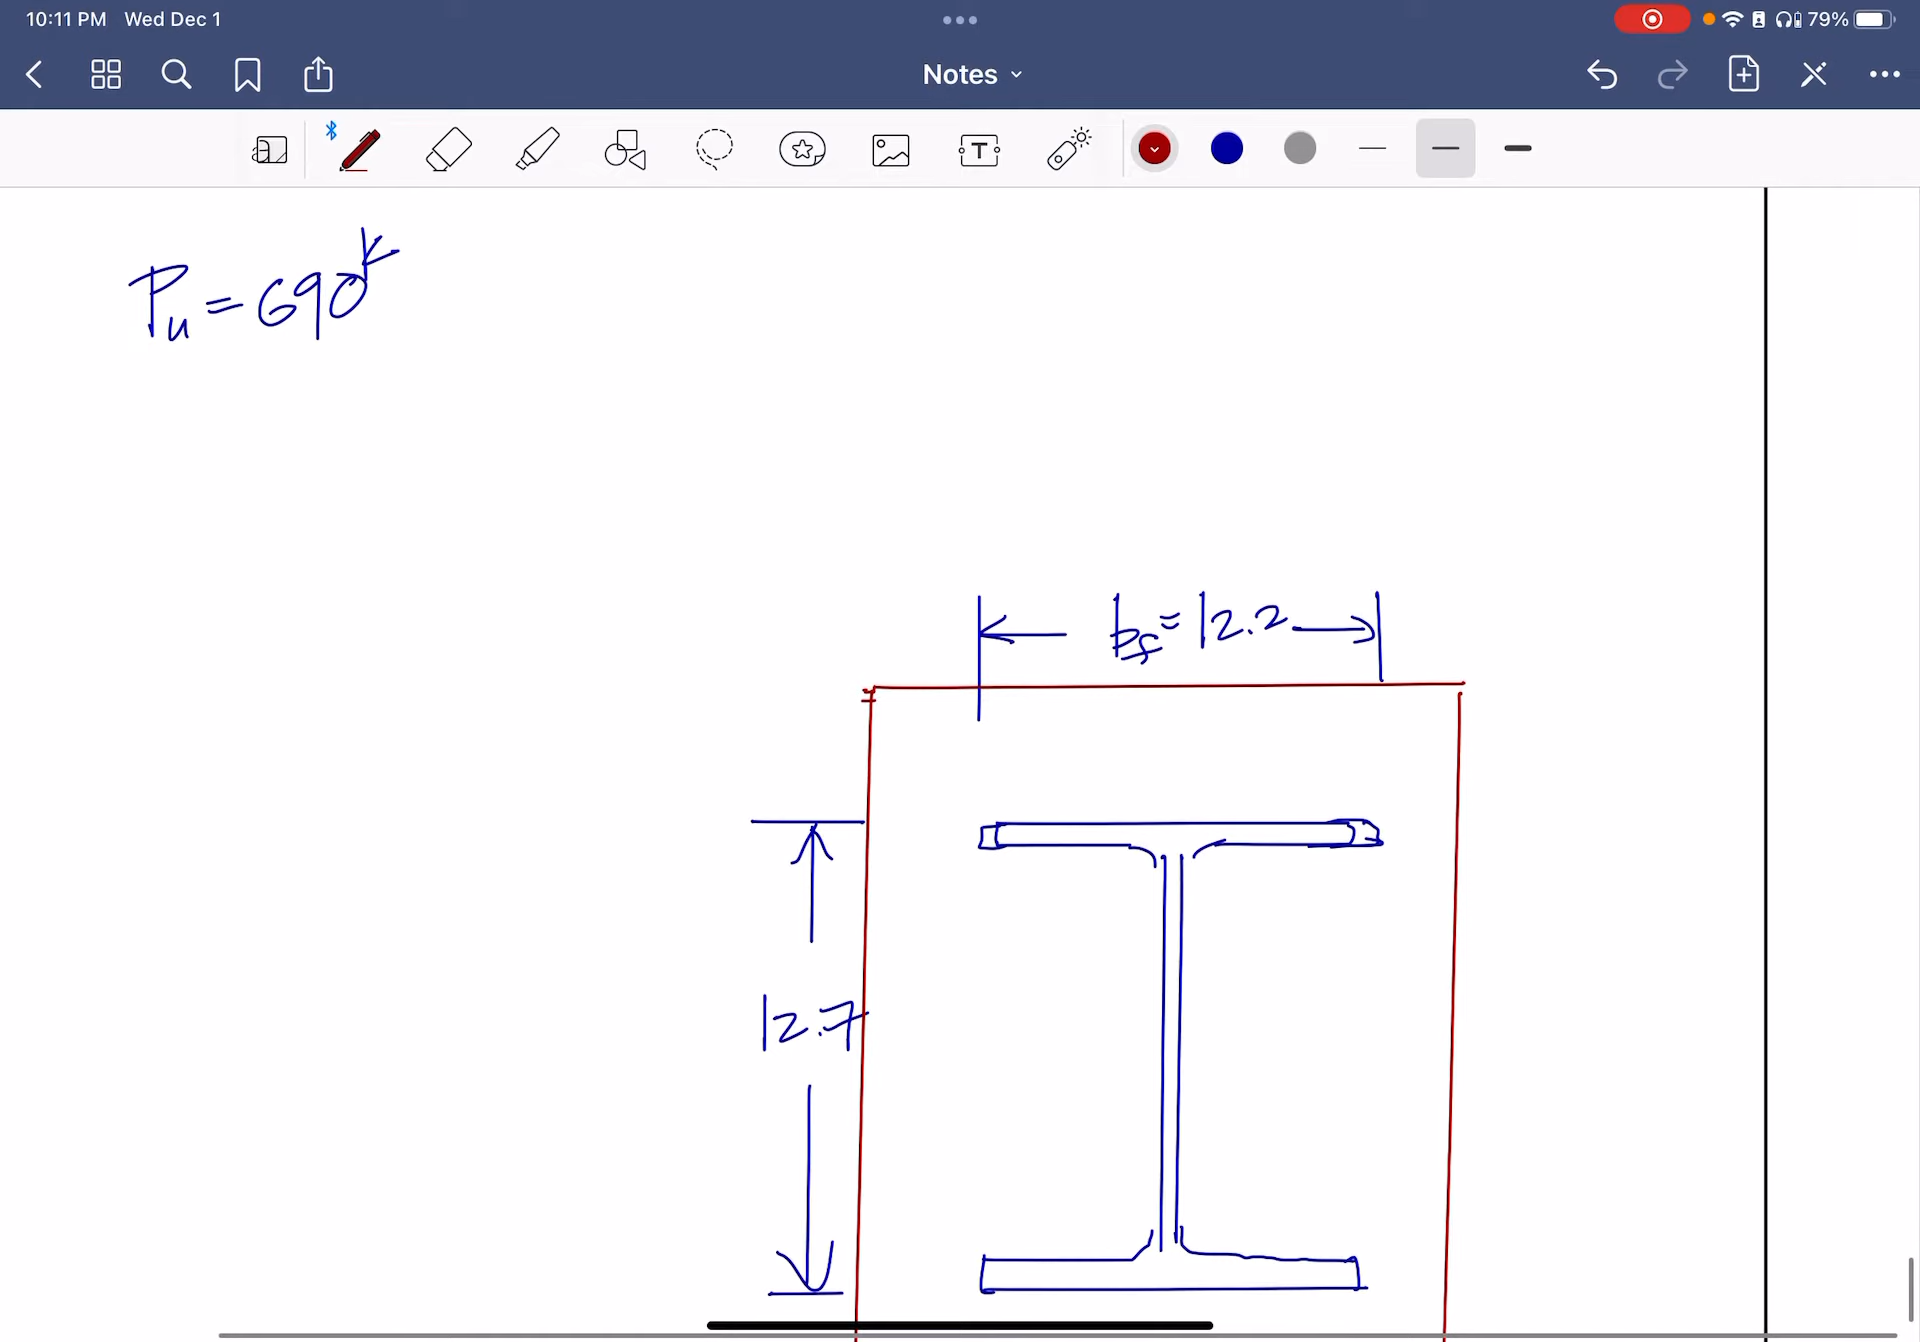 10:11 PM Wed Dec 1
79%
Notes
a
T
Pu = 690k
bf = 12.2
12.7